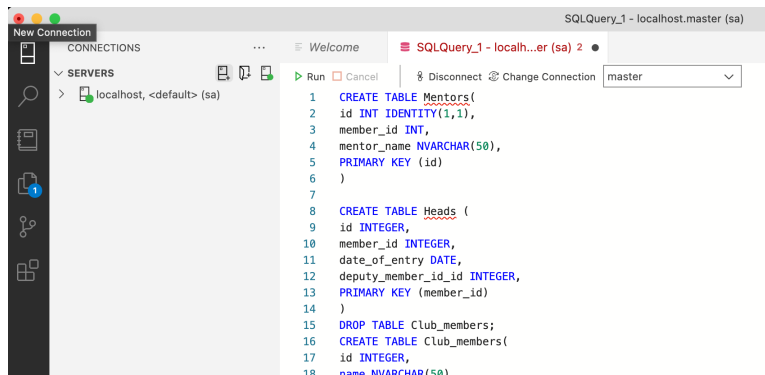 SQLQuery_1 - localhost.master (sa)
New Connection
CONNECTIONS
Welcome
SQLQuery_1 - localh...er (sa) 2
SERVERS
Run Cancel Disconnect Change Connection master
localhost, <default> (sa)
1 CREATE TABLE Mentors(
2 id INT IDENTITY(1,1),
3 member_id INT,
4 mentor_name NVARCHAR(50),
5 PRIMARY KEY (id)
6 )
7
8 CREATE TABLE Heads (
9 id INTEGER,
10 member_id INTEGER,
11 date_of_entry DATE,
12 deputy_member_id_id INTEGER,
13 PRIMARY KEY (member_id)
14 )
15 DROP TABLE Club_members;
16 CREATE TABLE Club_members(
17 id INTEGER,
18 name NVARCHAR(50)
1